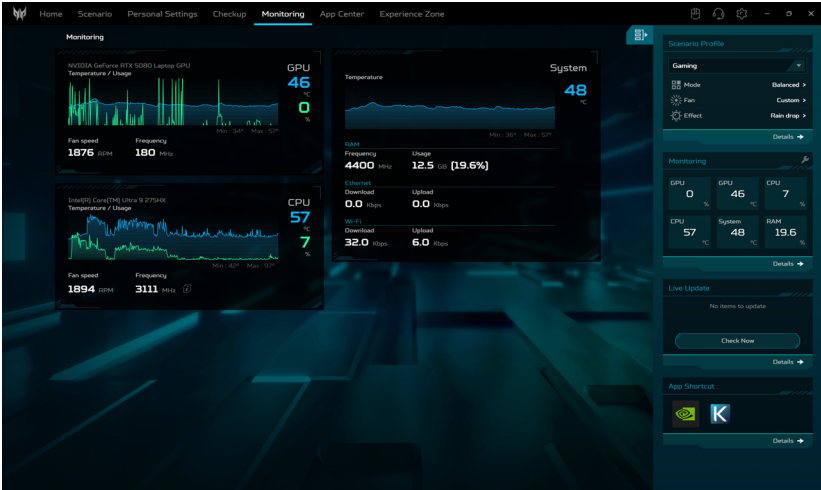 Home Scenario Personal Settings Checkup Monitoring App Center Experience Zone
Monitoring
NVIDIA GeForce RTX 5080 Laptop GPU
Temperature / Usage
GPU
46
°C
0
%
Min : 34° Max : 57°
Fan speed Frequency
1876 RPM 180 MHz
Intel(R) Core(TM) Ultra 9 275HX
Temperature / Usage
CPU
57
°C
7
%
Min : 42° Max : 97°
Fan speed Frequency
1894 RPM 3111 MHz i
System
Temperature
48
°C
Min : 36° Max : 57°
RAM
Frequency Usage
4400 MHz 12.5 GB [19.6%]
Ethernet
Download Upload
0.0 Kbps 0.0 Kbps
Wi-Fi
Download Upload
32.0 Kbps 6.0 Kbps
Scenario Profile
Gaming
Mode Balanced >
Fan Custom >
Effect Rain drop >
Details →
Monitoring
GPU GPU CPU
0 46 7
% °C %
CPU System RAM
57 48 19.6
°C °C %
Details →
Live Update
No items to update
Check Now
Details →
App Shortcut
K
Details →